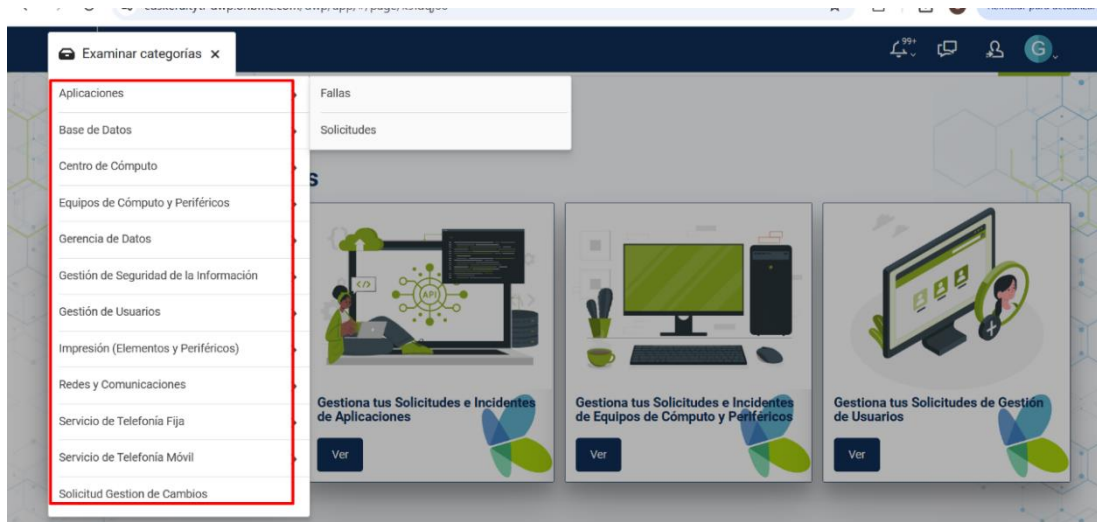 Examinar categorías ×
99+
G
Aplicaciones
Base de Datos
Centro de Cómputo
Equipos de Cómputo y Periféricos
Gerencia de Datos
Gestión de Seguridad de la Información
Gestión de Usuarios
Impresión (Elementos y Periféricos)
Redes y Comunicaciones
Servicio de Telefonía Fija
Servicio de Telefonía Móvil
Solicitud Gestion de Cambios
Fallas
Solicitudes
s
API
Gestiona tus Solicitudes e Incidentes
de Aplicaciones
Ver
Gestiona tus Solicitudes e Incidentes
de Equipos de Cómputo y Periféricos
Ver
Gestiona tus Solicitudes de Gestión
de Usuarios
Ver